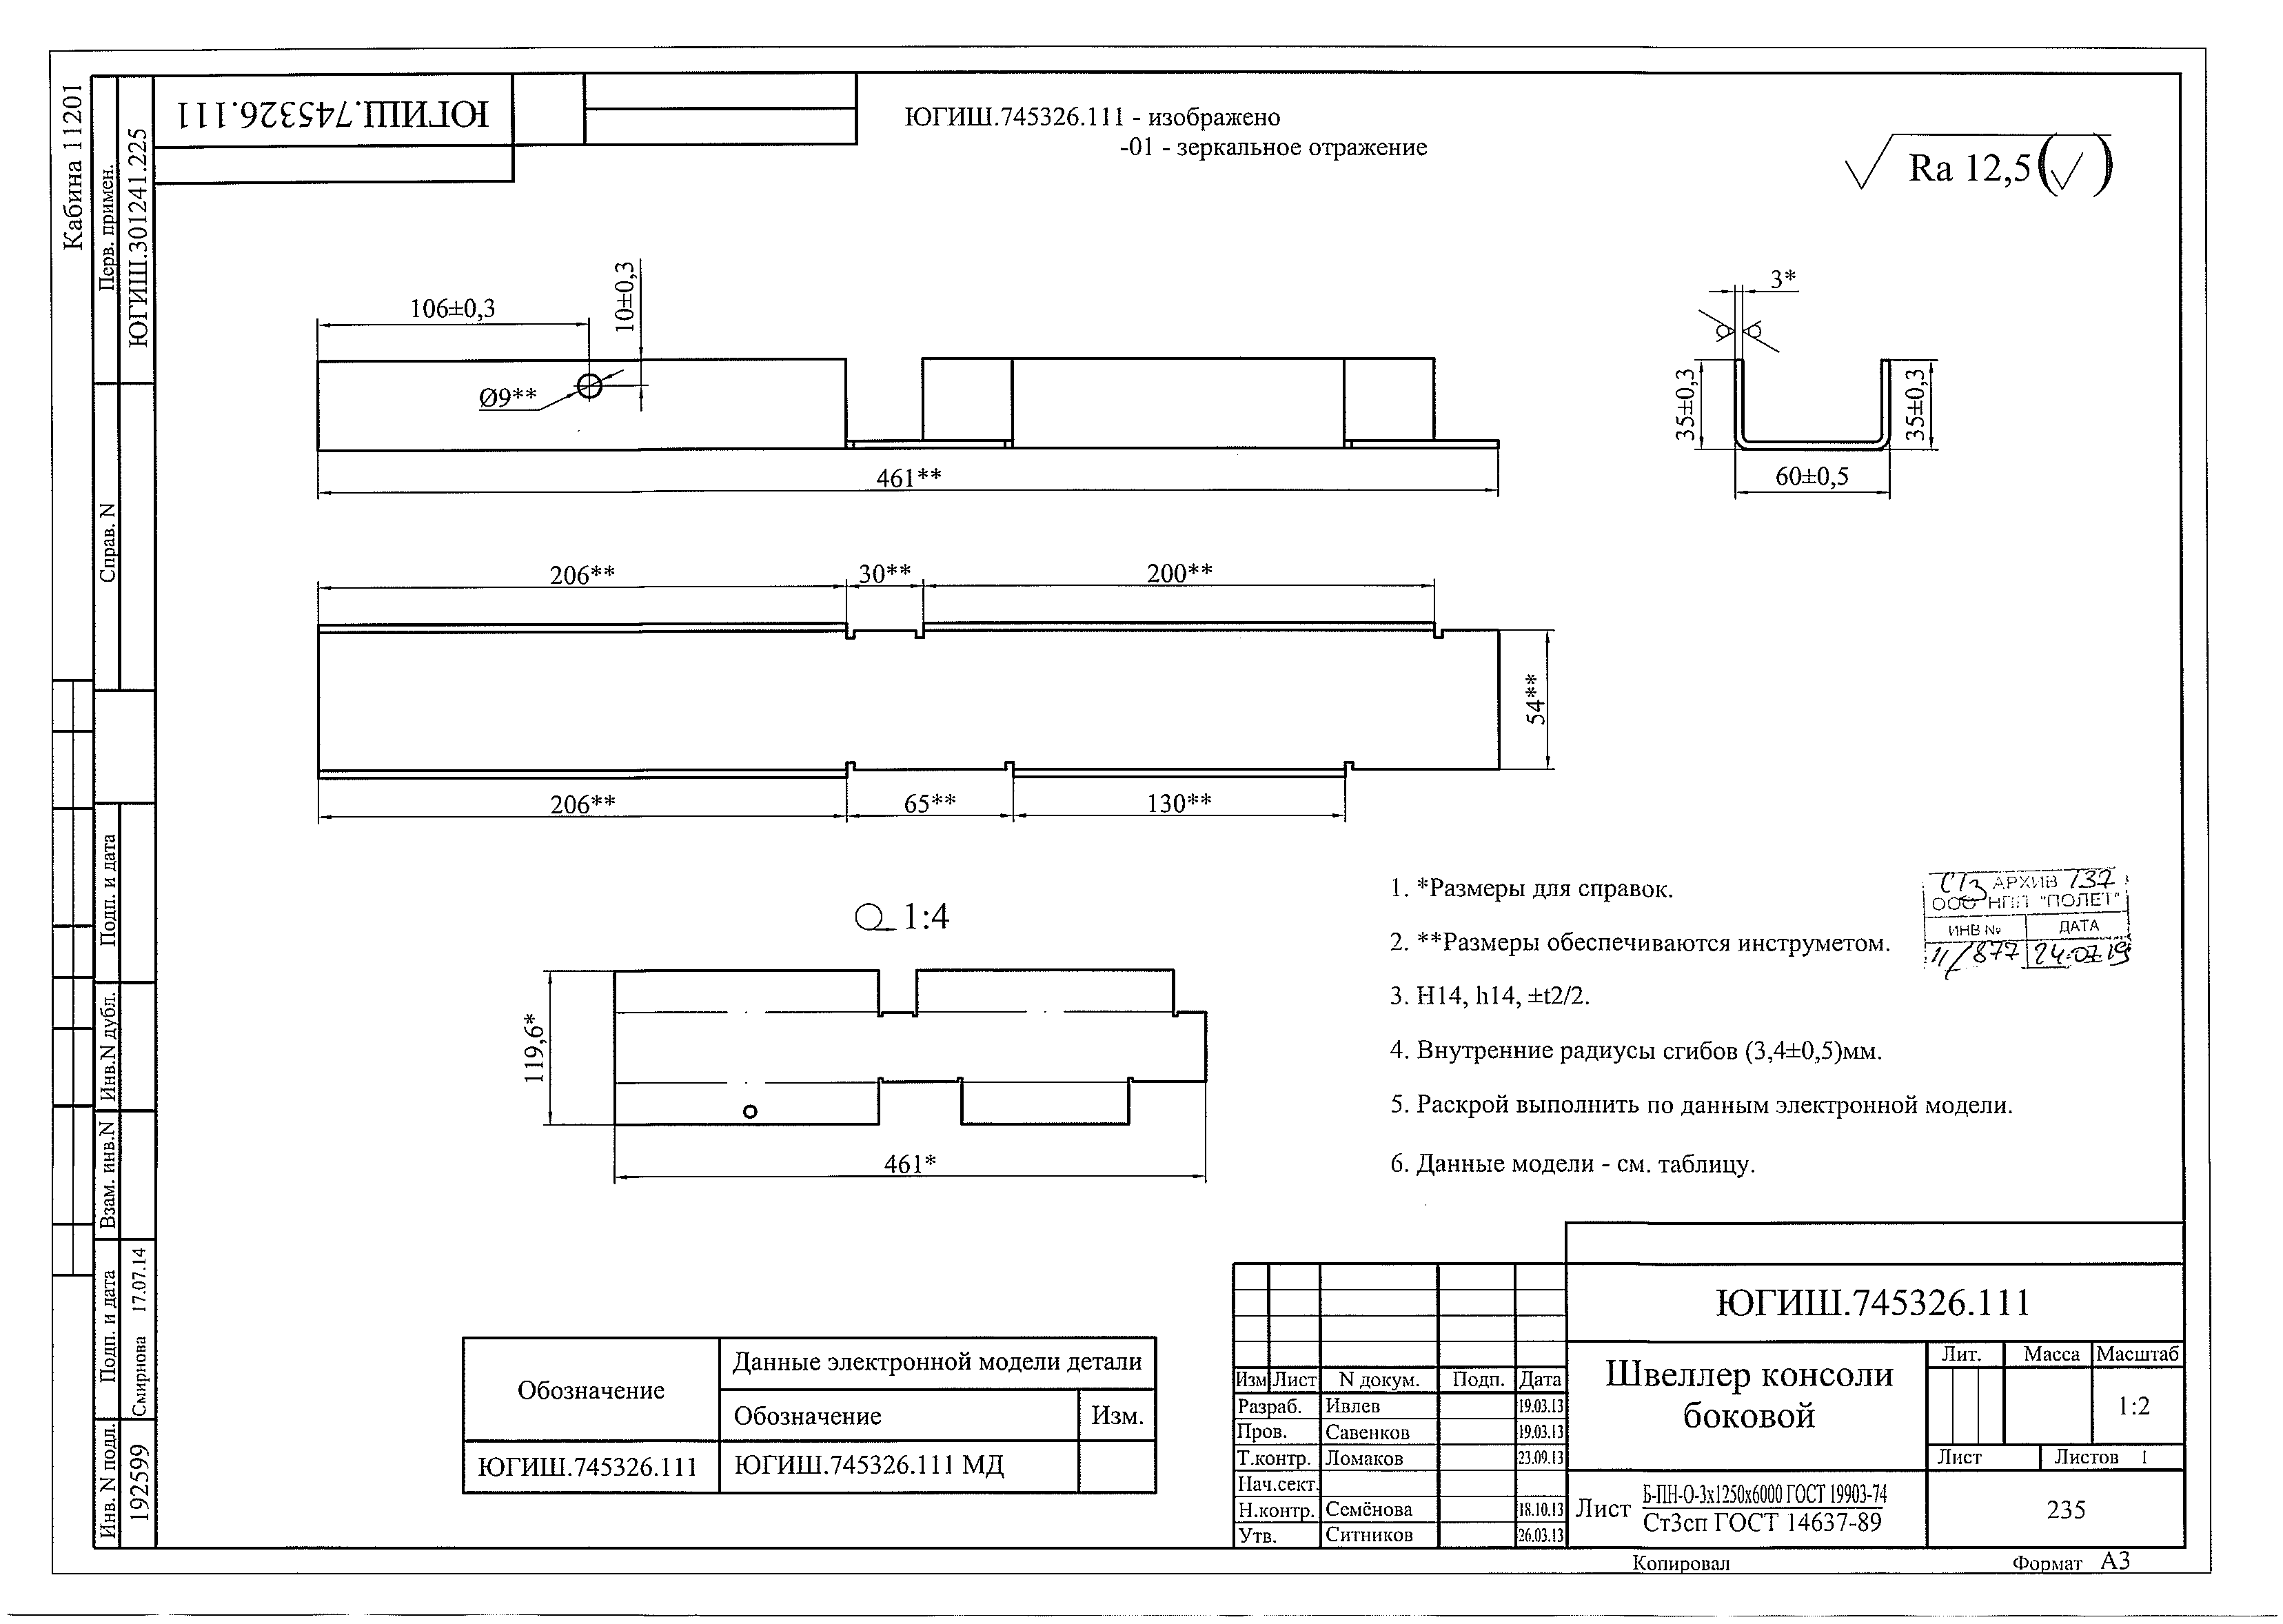 Кабина 11201
Перв. примен.
ЮГИШ.301241.225
Справ. N
Подп. и дата
Инв.N дубл.
Взам. инв.N
Подп. и дата
Смирнова 17.07.14
Инв. N подл.
192599
ЮГИШ.745326.111
ЮГИШ.745326.111 - изображено
-01 - зеркальное отражение
Ra 12,5
106±0,3
10±0,3
Ø9**
461**
3*
35±0,3
35±0,3
60±0,5
206**
30**
200**
54**
206**
65**
130**
1:4
119,6*
461*
1. *Размеры для справок.
2. **Размеры обеспечиваются инструметом.
3. H14, h14, ±t2/2.
4. Внутренние радиусы сгибов (3,4±0,5)мм.
5. Раскрой выполнить по данным электронной модели.
6. Данные модели - см. таблицу.
АРХИВ 137
ООО НПП "ПОЛЕТ"
ИНВ № ДАТА
11/877 24.07.19
Обозначение
Данные электронной модели детали
Обозначение Изм.
ЮГИШ.745326.111 ЮГИШ.745326.111 МД
ЮГИШ.745326.111
Швеллер консоли
боковой
Лит. Масса Масштаб
1:2
Лист Листов 1
Изм Лист N докум. Подп. Дата
Разраб. Ивлев 19.03.13
Пров. Савенков 19.03.13
Т.контр. Ломаков 23.09.13
Нач.сект.
Н.контр. Семёнова 18.10.13
Утв. Ситников 26.03.13
Лист Б-ПН-О-3х1250х6000 ГОСТ 19903-74
Ст3сп ГОСТ 14637-89
235
Копировал
Формат А3